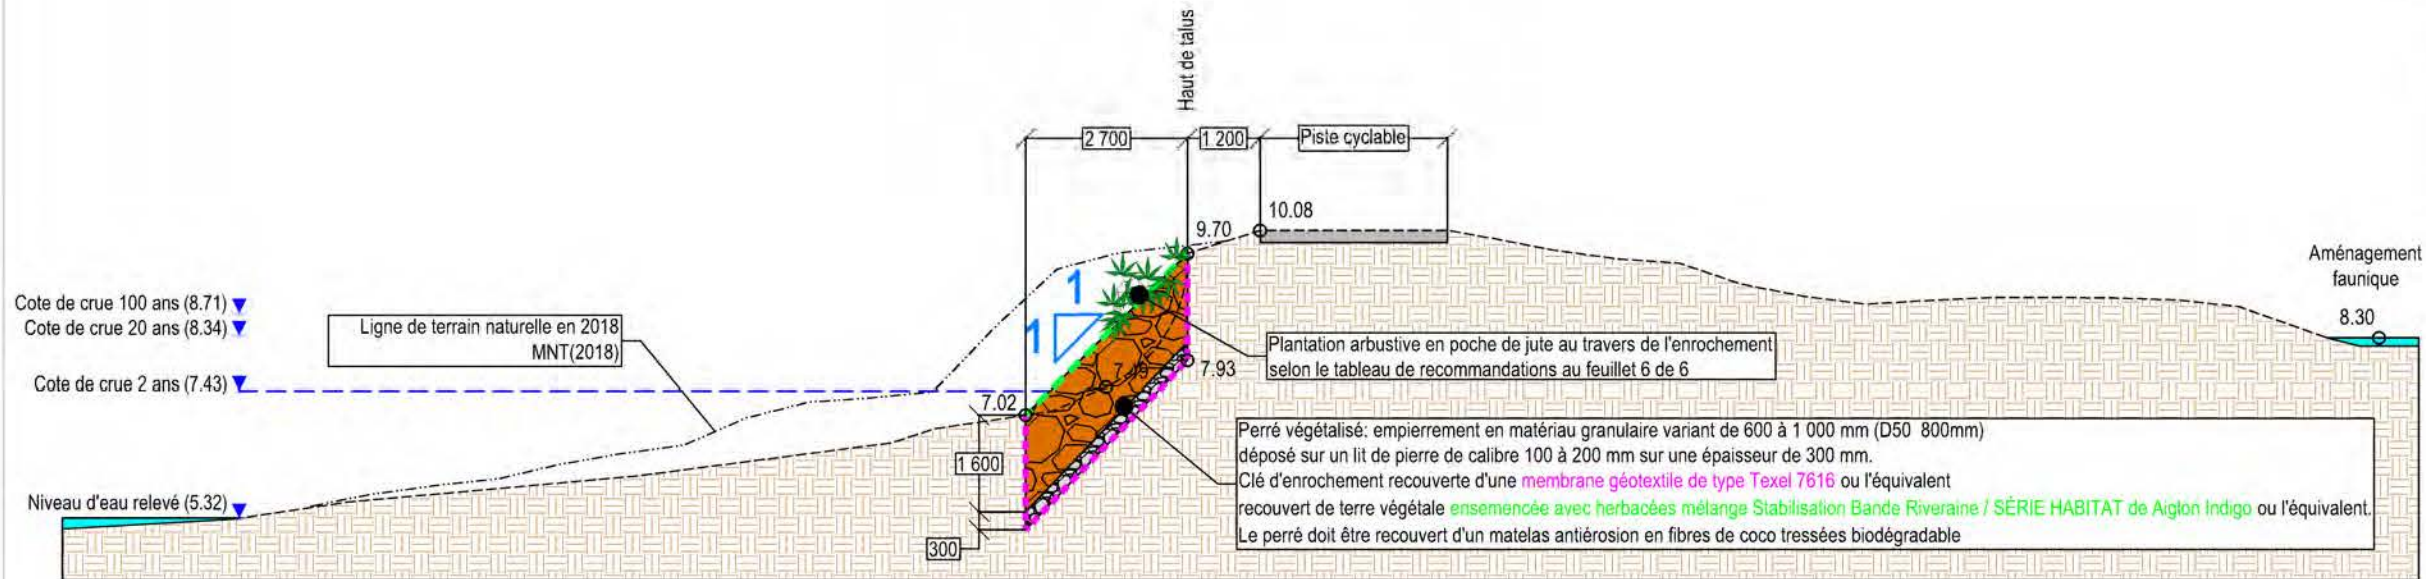 Haut de talus
2 700
1 200
Piste cyclable
10.08
9.70
Aménagement
faunique
8.30
Cote de crue 100 ans (8.71)
Cote de crue 20 ans (8.34)
Cote de crue 2 ans (7.43)
Ligne de terrain naturelle en 2018
MNT(2018)
1
1
Plantation arbustive en poche de jute au travers de l'enrochement
selon le tableau de recommandations au feuillet 6 de 6
7.93
7.02
1 600
300
Niveau d'eau relevé (5.32)
Perré végétalisé: empierrement en matériau granulaire variant de 600 à 1 000 mm (D50 800mm)
déposé sur un lit de pierre de calibre 100 à 200 mm sur une épaisseur de 300 mm.
Clé d'enrochement recouverte d'une membrane géotextile de type Texel 7616 ou l'équivalent
recouvert de terre végétale ensemencée avec herbacées mélange Stabilisation Bande Riveraine / SÉRIE HABITAT de Aiglon Indigo ou l'équivalent.
Le perré doit être recouvert d'un matelas antiérosion en fibres de coco tressées biodégradable